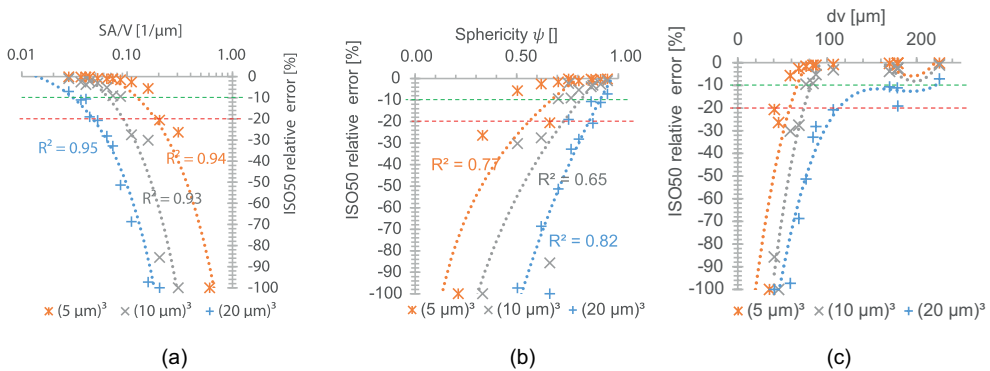 SA/V [1/µm]
0.01 0.10 1.00
0
-10
-20
-30
-40
-50
-60
-70
-80
-90
-100
ISO50 relative error [%]
R² = 0.95
R² = 0.94
R² = 0.93
(5 µm)³ (10 µm)³ (20 µm)³
(a)
Sphericity ψ []
0.00 0.50 1.00
0
-10
-20
-30
-40
-50
-60
-70
-80
-90
-100
ISO50 relative error [%]
R² = 0.77
R² = 0.65
R² = 0.82
(5 µm)³ (10 µm)³ (20 µm)³
(b)
dv [µm]
0 100 200
0
-10
-20
-30
-40
-50
-60
-70
-80
-90
-100
ISO50 relative error [%]
(5 µm)³ (10 µm)³ (20 µm)³
(c)